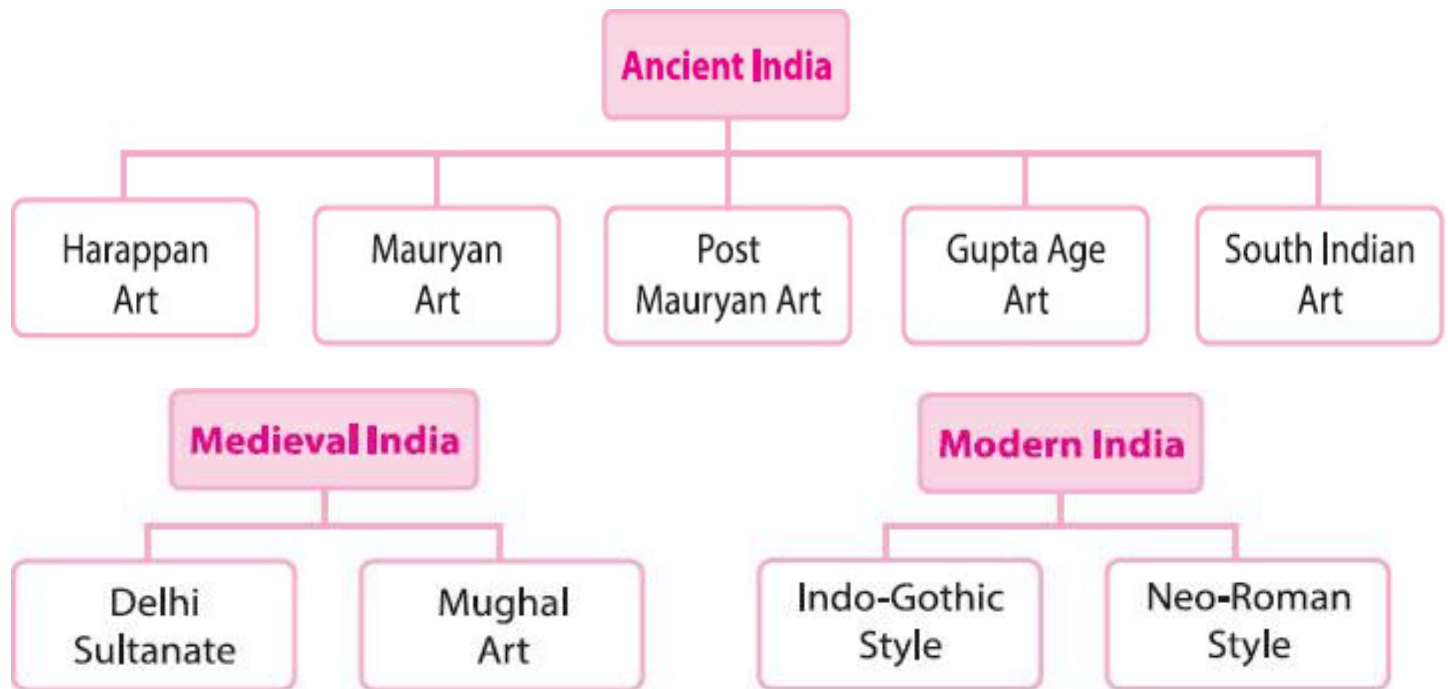 Ancient India
Harappan
Art
Mauryan
Art
Post
Mauryan Art
Gupta Age
Art
South Indian
Art
Medieval India
Delhi
Sultanate
Mughal
Art
Modern India
Indo-Gothic
Style
Neo-Roman
Style